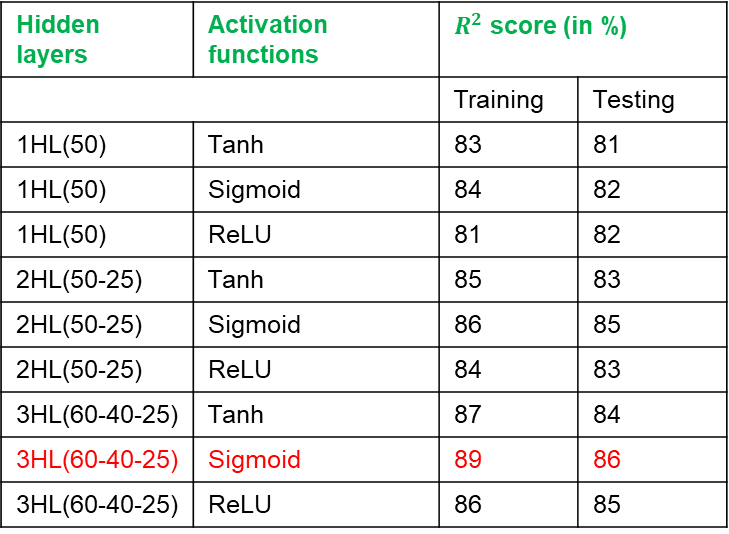 Hidden layers Activation functions R² score (in %)
Training Testing
1HL(50) Tanh 83 81
1HL(50) Sigmoid 84 82
1HL(50) ReLU 81 82
2HL(50-25) Tanh 85 83
2HL(50-25) Sigmoid 86 85
2HL(50-25) ReLU 84 83
3HL(60-40-25) Tanh 87 84
3HL(60-40-25) Sigmoid 89 86
3HL(60-40-25) ReLU 86 85